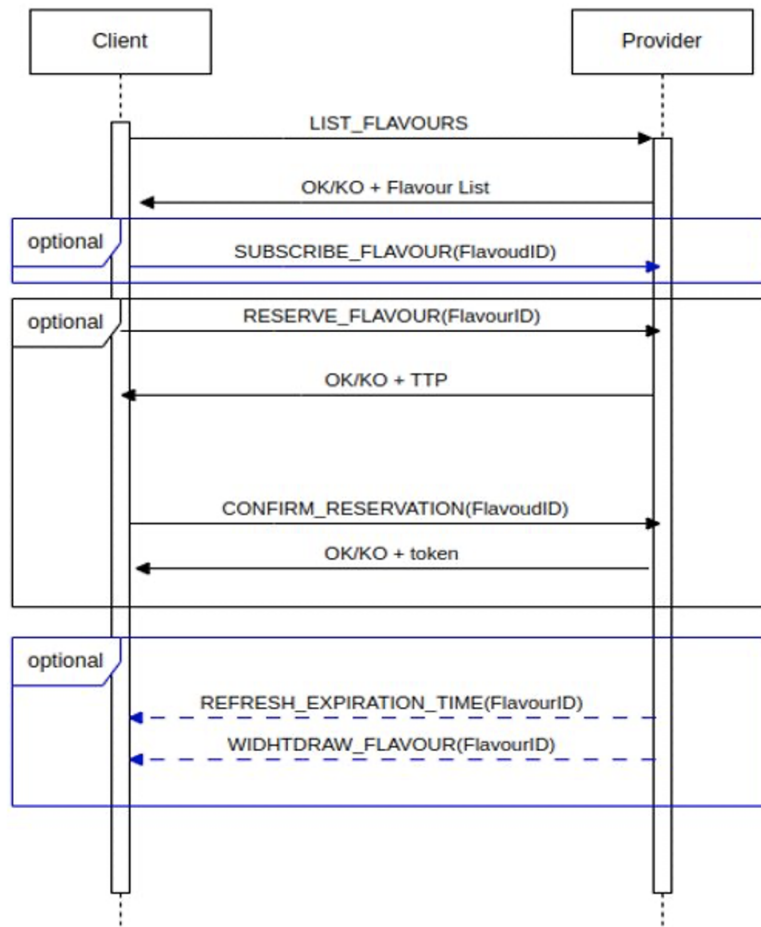 Client
Provider
LIST_FLAVOURS
OK/KO + Flavour List
optional
SUBSCRIBE_FLAVOUR(FlavoudID)
optional
RESERVE_FLAVOUR(FlavourID)
OK/KO + TTP
CONFIRM_RESERVATION(FlavoudID)
OK/KO + token
optional
REFRESH_EXPIRATION_TIME(FlavourID)
WIDHTDRAW_FLAVOUR(FlavourID)